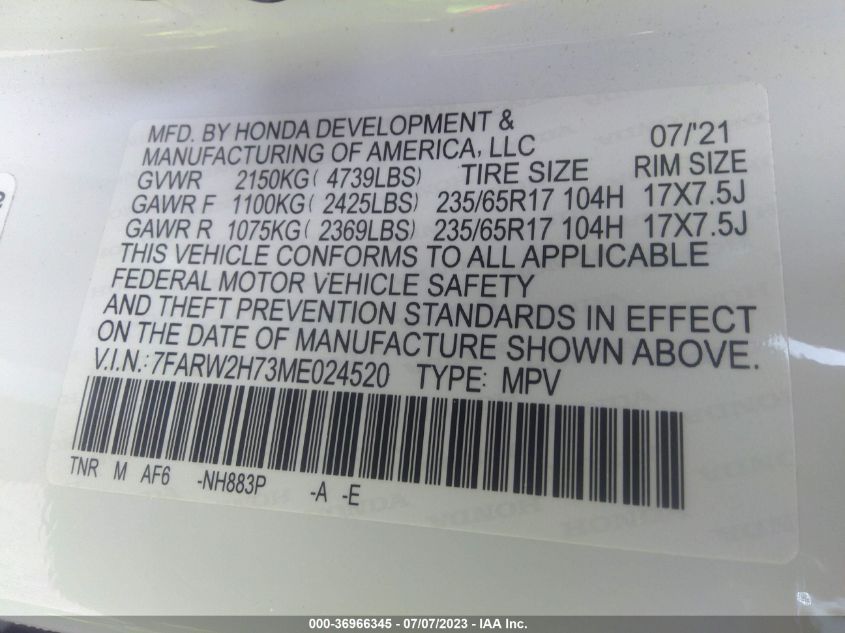 MFD. BY HONDA DEVELOPMENT &
MANUFACTURING OF AMERICA, LLC 07/'21
GVWR 2150KG( 4739LBS) TIRE SIZE RIM SIZE
GAWR F 1100KG( 2425LBS) 235/65R17 104H 17X7.5J
GAWR R 1075KG( 2369LBS) 235/65R17 104H 17X7.5J
THIS VEHICLE CONFORMS TO ALL APPLICABLE
FEDERAL MOTOR VEHICLE SAFETY
AND THEFT PREVENTION STANDARDS IN EFFECT
ON THE DATE OF MANUFACTURE SHOWN ABOVE.
V.I.N.: 7FARW2H73ME024520 TYPE: MPV
TNR M AF6 -NH883P -A -E
000-36966345 - 07/07/2023 - IAA Inc.